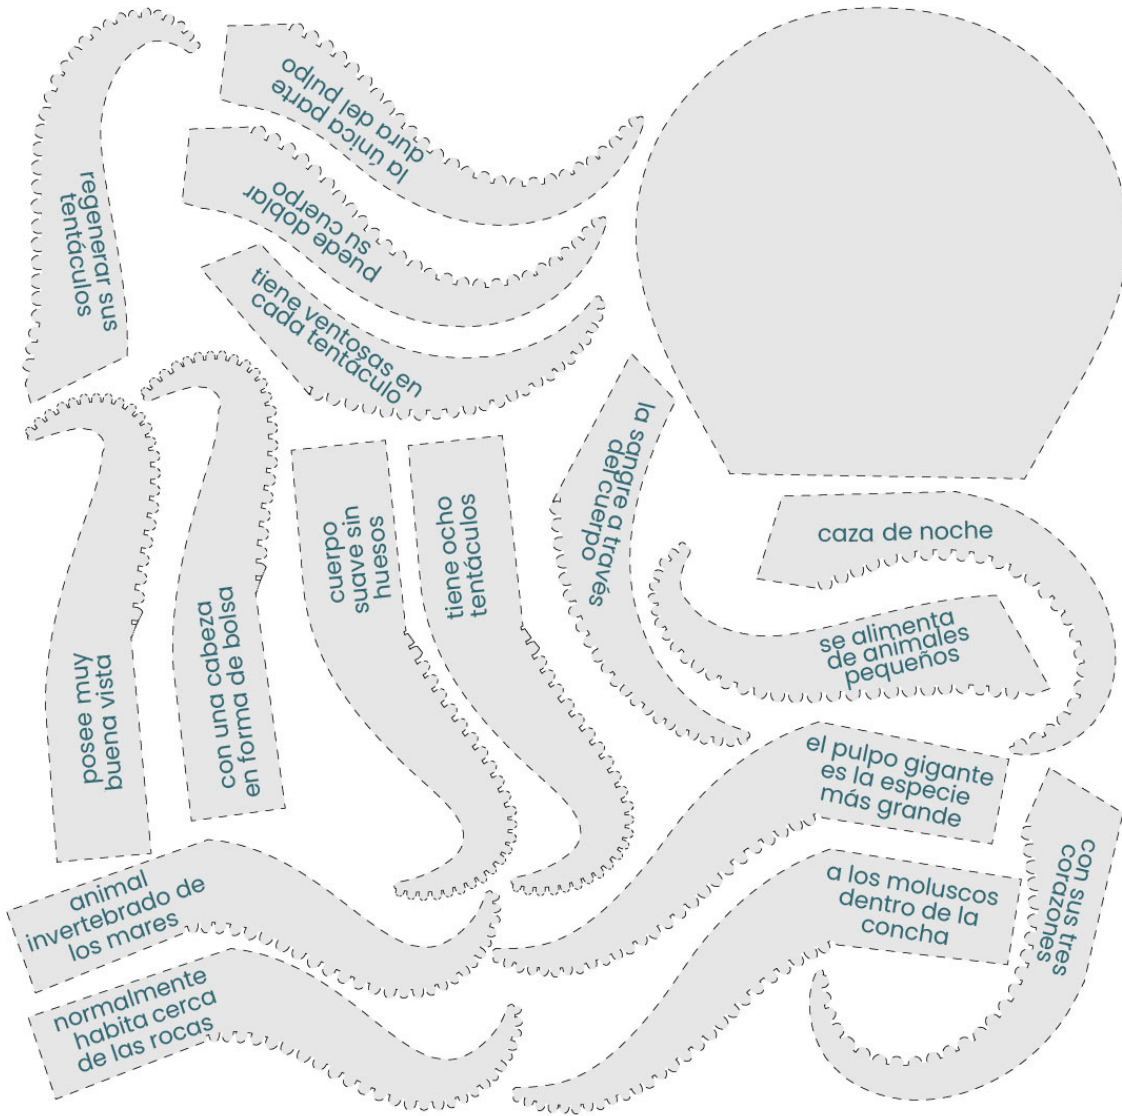 regenerar sus
tentáculos
la única parte
dura del pulpo
puede doblar
su cuerpo
tiene ventosas en
cada tentáculo
posee muy
buena vista
con una cabeza
en forma de bolsa
cuerpo
suave sin
huesos
tiene ocho
tentáculos
la sangre a través
del cuerpo
caza de noche
se alimenta
de animales
pequeños
el pulpo gigante
es la especie
más grande
a los moluscos
dentro de la
concha
con sus tres
corazones
animal
invertebrado de
los mares
normalmente
habita cerca
de las rocas